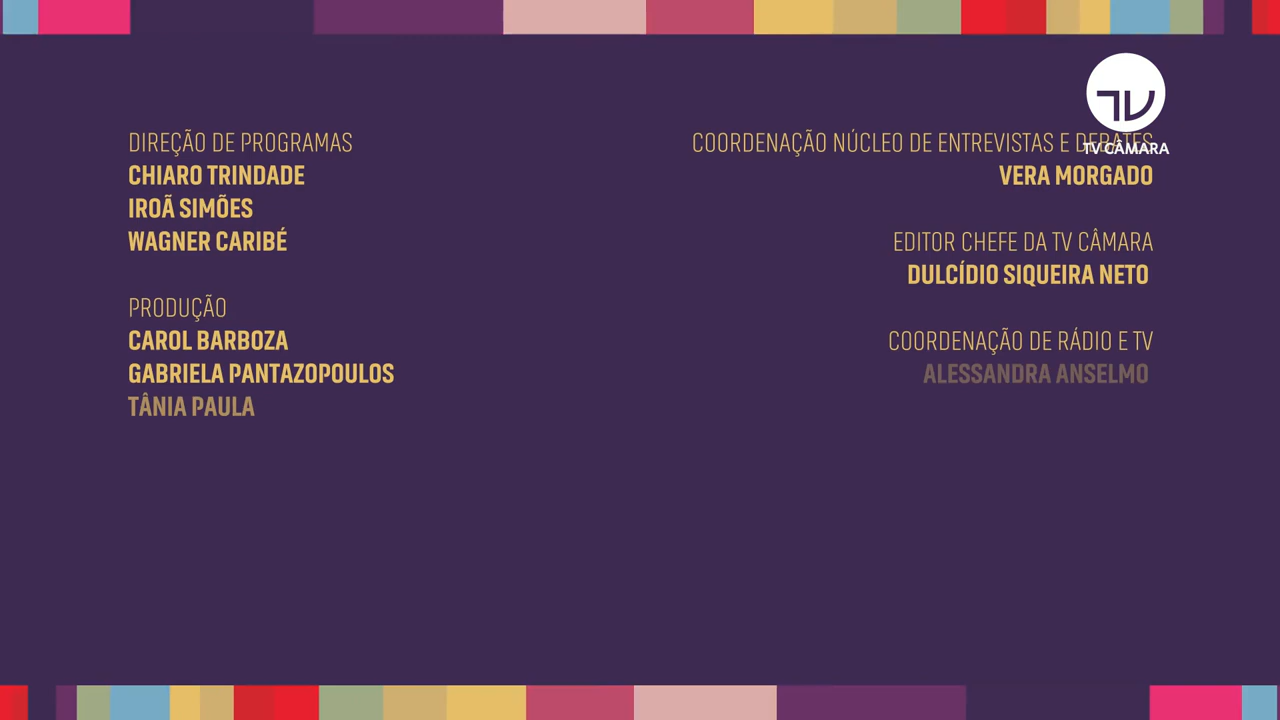 DIREÇÃO DE PROGRAMAS
CHIARO TRINDADE
IROÃ SIMÕES
WAGNER CARIBÉ
PRODUÇÃO
CAROL BARBOZA
GABRIELA PANTAZOPOULOS
TÂNIA PAULA
TV
TV CÂMARA
COORDENAÇÃO NÚCLEO DE ENTREVISTAS E DEBATES
VERA MORGADO
EDITOR CHEFE DA TV CÂMARA
DULCÍDIO SIQUEIRA NETO
COORDENAÇÃO DE RÁDIO E TV
ALESSANDRA ANSELMO